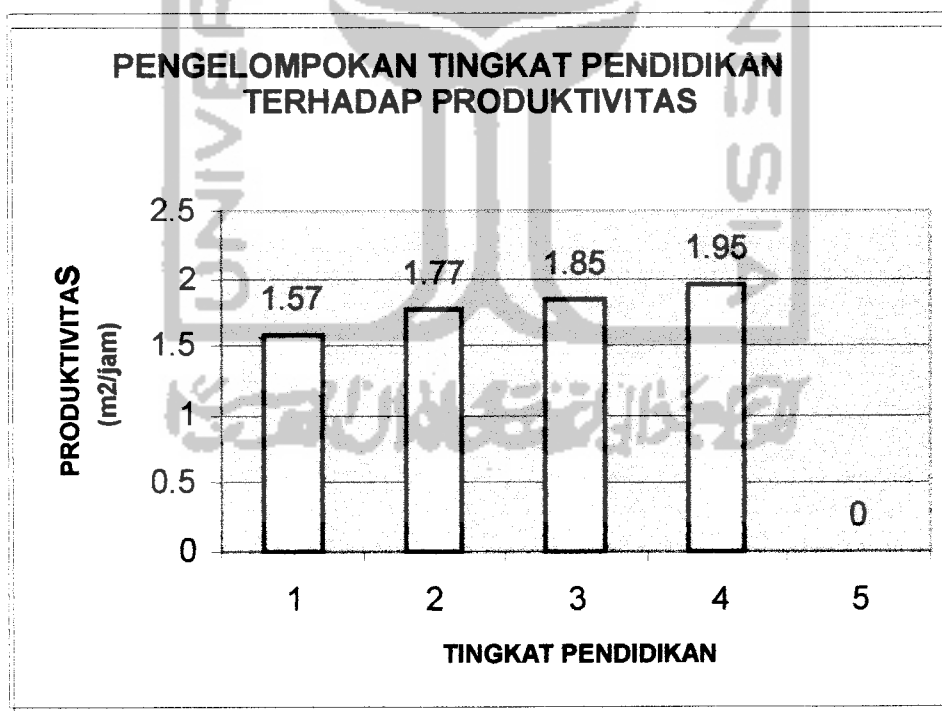 PENGELOMPOKAN TINGKAT PENDIDIKAN
TERHADAP PRODUKTIVITAS
PRODUKTIVITAS
(m2/jam)
2.5
2
1.5
1
0.5
0
1.57
1.77
1.85
1.95
0
1 2 3 4 5
TINGKAT PENDIDIKAN